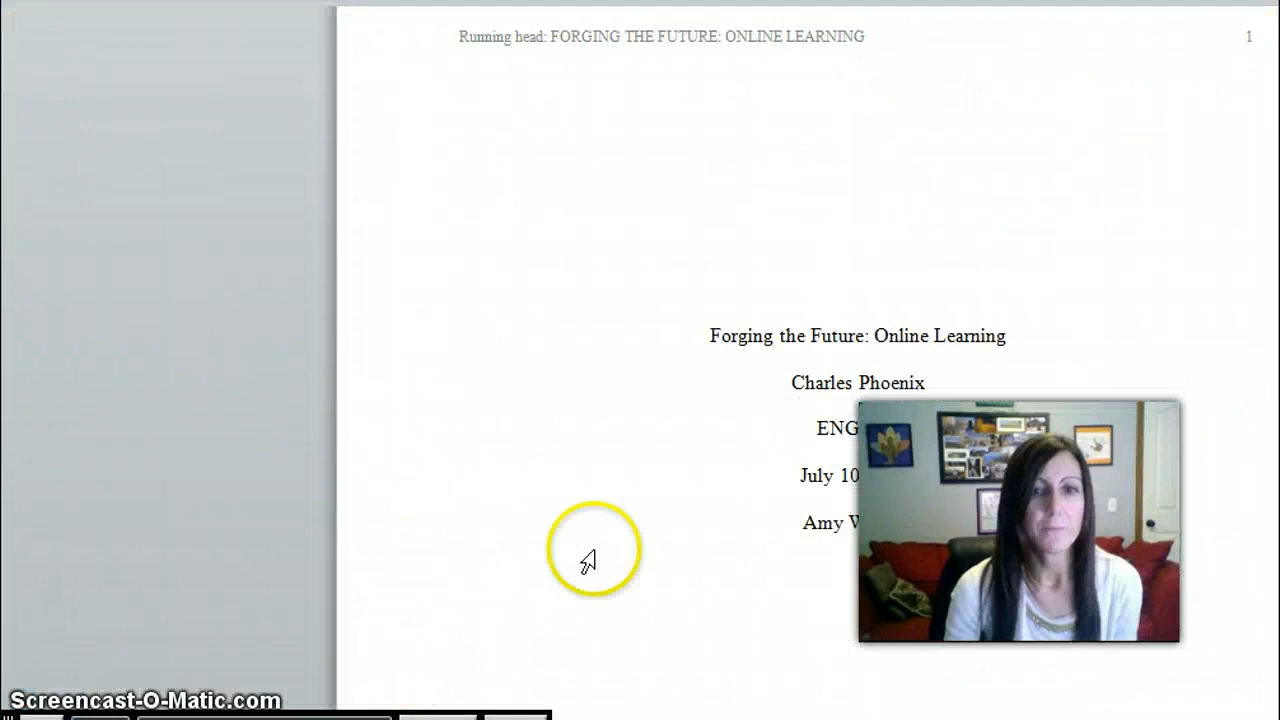 Running head: FORGING THE FUTURE: ONLINE LEARNING 1
Forging the Future: Online Learning
Charles Phoenix
ENG
July 10
Amy W
Screencast-O-Matic.com